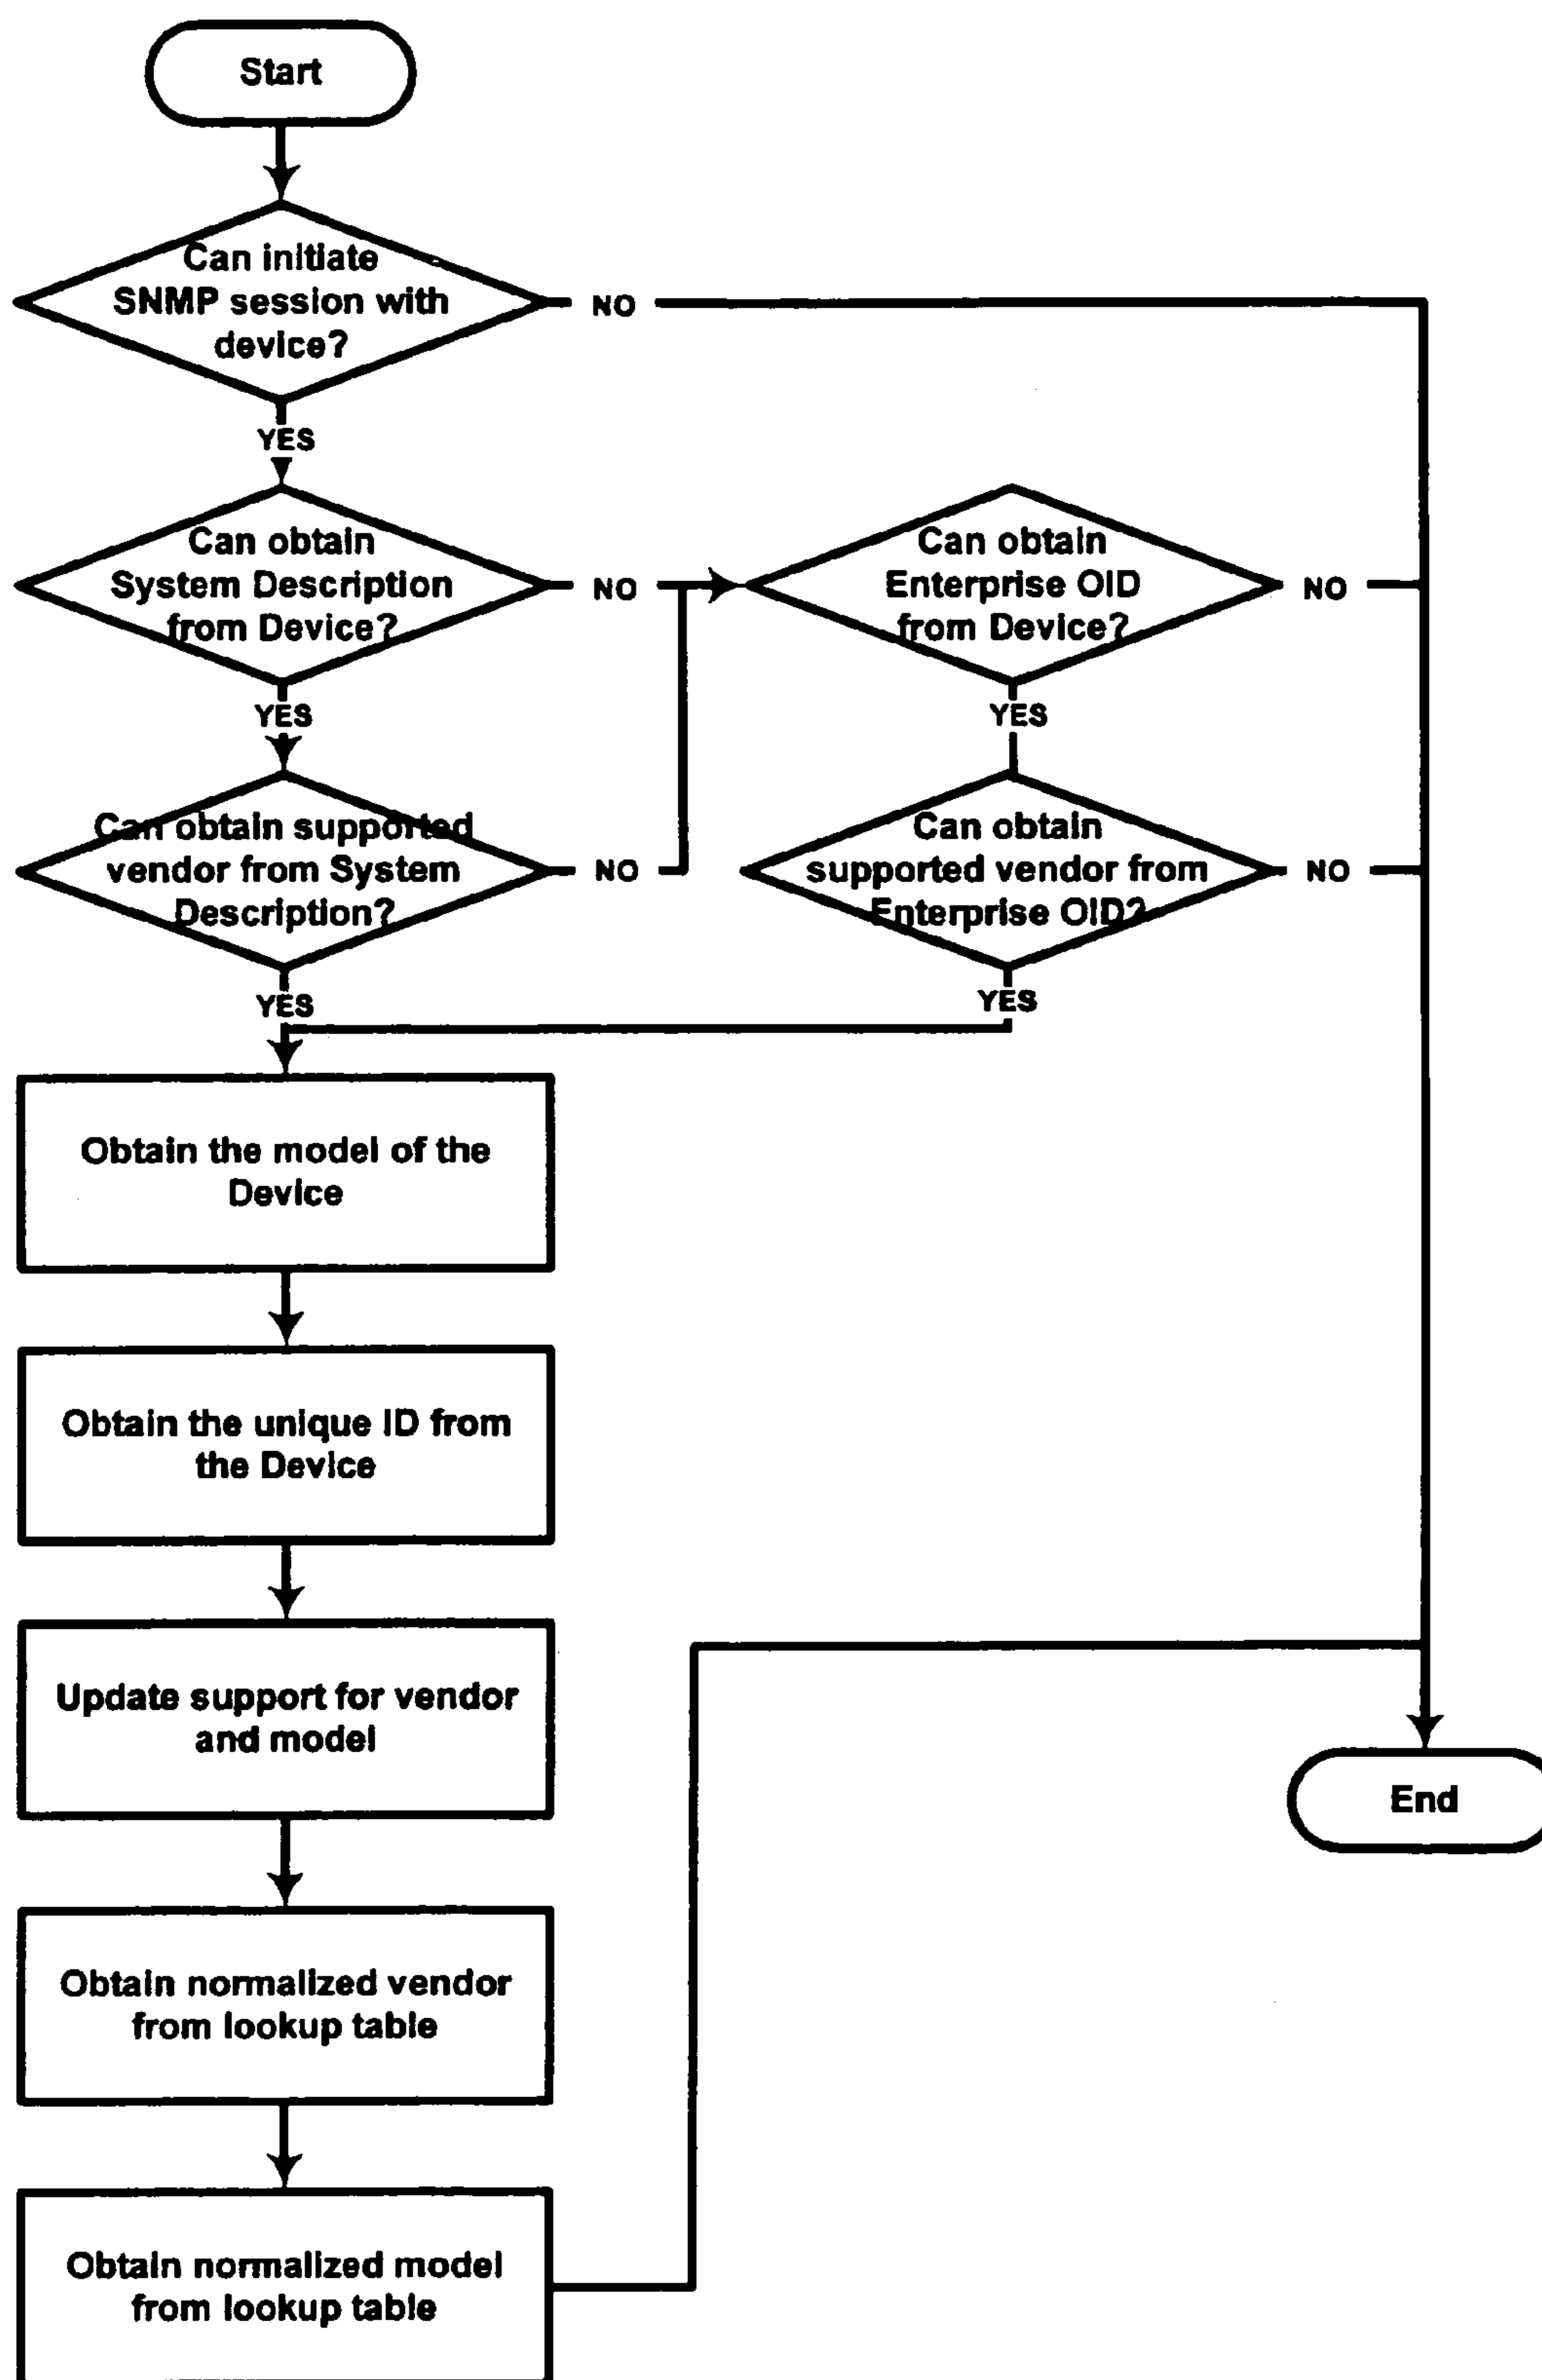 Start
Can initiate
SNMP session with
device?
NO
YES
Can obtain
System Description
from Device?
NO
Can obtain
Enterprise OID
from Device?
NO
YES
YES
Can obtain supported
vendor from System
Description?
NO
Can obtain
supported vendor from
Enterprise OID?
NO
YES
YES
Obtain the model of the
Device
Obtain the unique ID from
the Device
Update support for vendor
and model
End
Obtain normalized vendor
from lookup table
Obtain normalized model
from lookup table